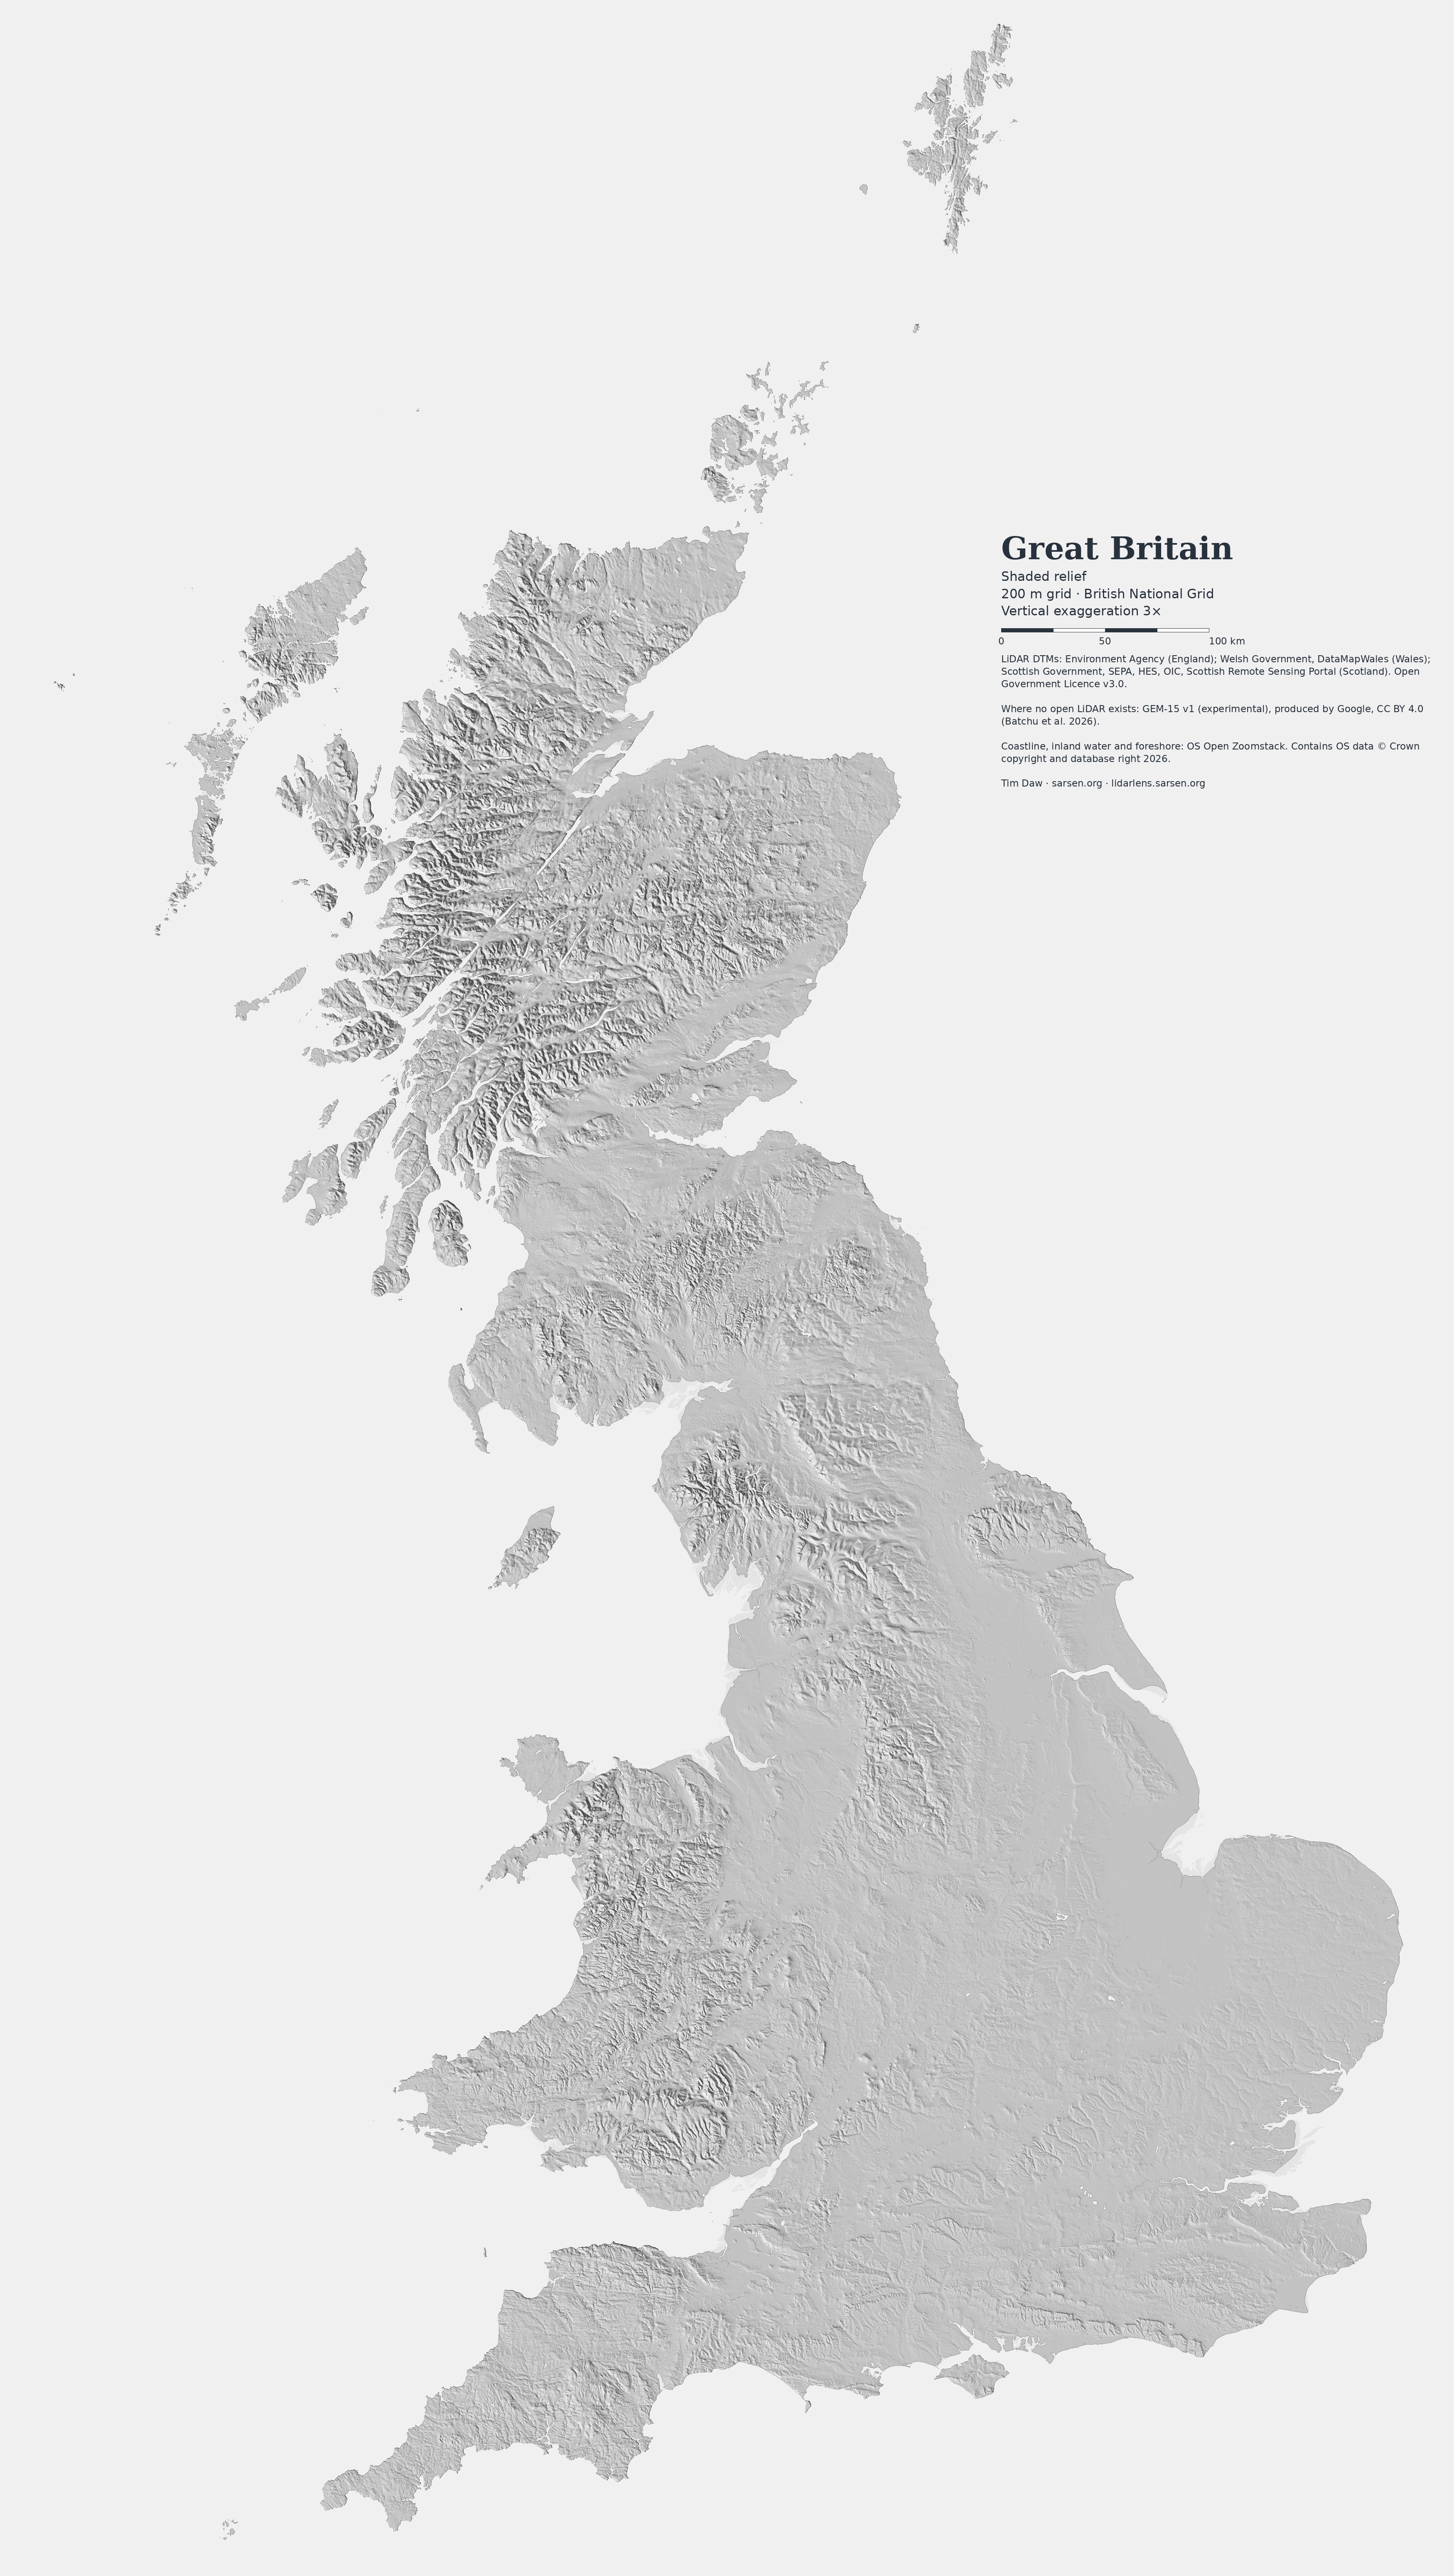 Great Britain
Shaded relief
200 m grid · British National Grid
Vertical exaggeration 3×
0 50 100 km
LiDAR DTMs: Environment Agency (England); Welsh Government, DataMapWales (Wales);
Scottish Government, SEPA, HES, OIC, Scottish Remote Sensing Portal (Scotland). Open
Government Licence v3.0.
Where no open LiDAR exists: GEM-15 v1 (experimental), produced by Google, CC BY 4.0
(Batchu et al. 2026).
Coastline, inland water and foreshore: OS Open Zoomstack. Contains OS data © Crown
copyright and database right 2026.
Tim Daw · sarsen.org · lidarlens.sarsen.org